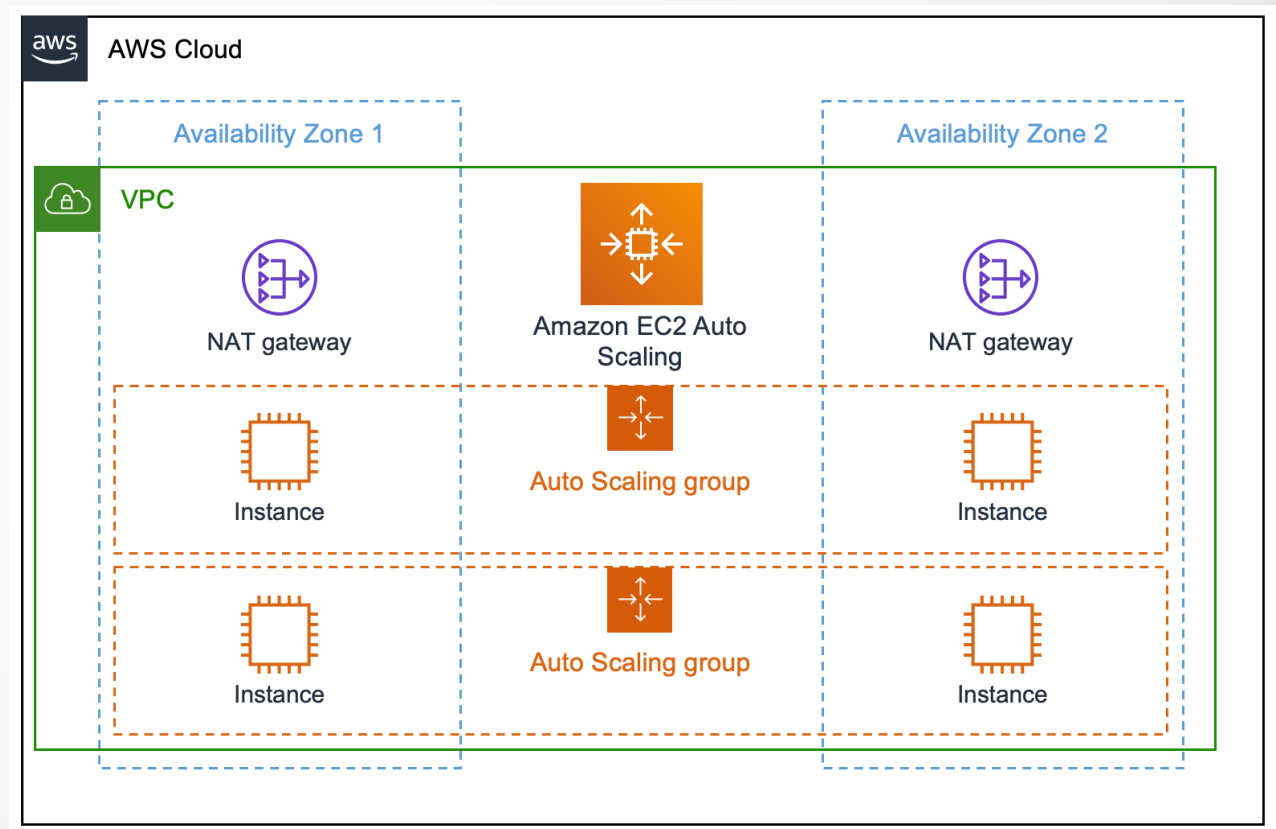 aws
AWS Cloud
Availability Zone 1
Availability Zone 2
VPC
NAT gateway
Amazon EC2 Auto
Scaling
NAT gateway
Instance
Auto Scaling group
Instance
Instance
Auto Scaling group
Instance